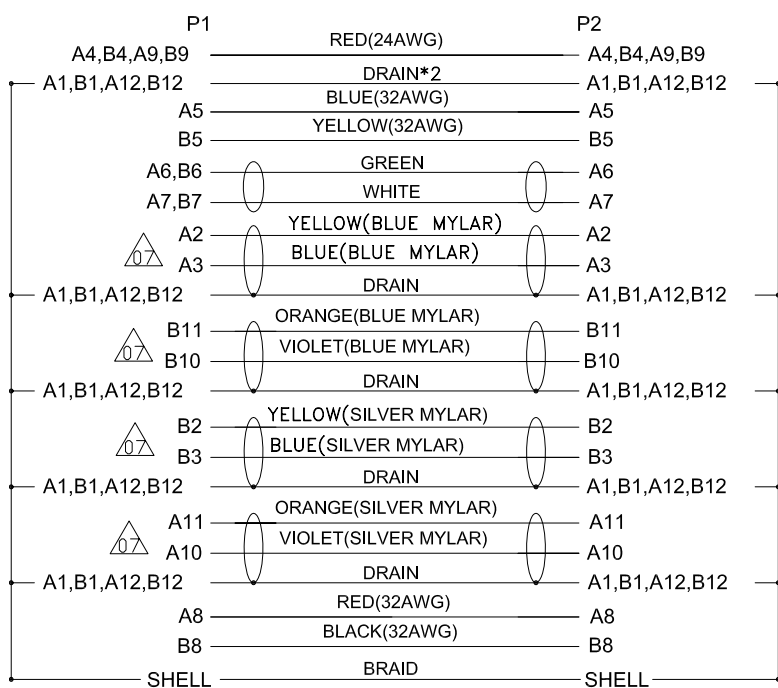 P1 P2
A4,B4,A9,B9 RED(24AWG) A4,B4,A9,B9
A1,B1,A12,B12 DRAIN*2 A1,B1,A12,B12
A5 BLUE(32AWG) A5
B5 YELLOW(32AWG) B5
A6,B6 GREEN A6
A7,B7 WHITE A7
A2 YELLOW(BLUE MYLAR) A2
07 A3 BLUE(BLUE MYLAR) A3
A1,B1,A12,B12 DRAIN A1,B1,A12,B12
B11 ORANGE(BLUE MYLAR) B11
07 B10 VIOLET(BLUE MYLAR) B10
A1,B1,A12,B12 DRAIN A1,B1,A12,B12
B2 YELLOW(SILVER MYLAR) B2
07 B3 BLUE(SILVER MYLAR) B3
A1,B1,A12,B12 DRAIN A1,B1,A12,B12
A11 ORANGE(SILVER MYLAR) A11
07 A10 VIOLET(SILVER MYLAR) A10
A1,B1,A12,B12 DRAIN A1,B1,A12,B12
A8 RED(32AWG) A8
B8 BLACK(32AWG) B8
SHELL BRAID SHELL